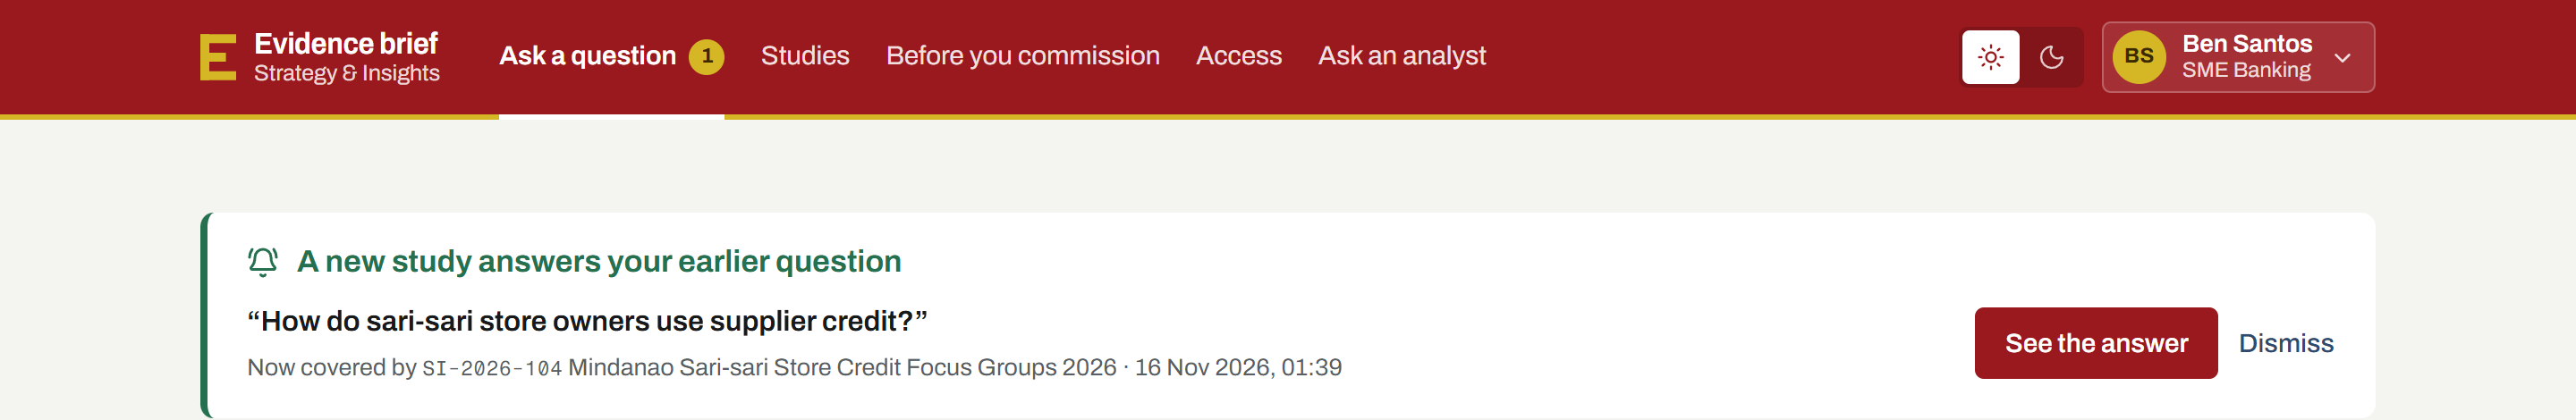 E
Evidence brief
Strategy & Insights
Ask a question 1
Studies
Before you commission
Access
Ask an analyst
BS
Ben Santos
SME Banking
A new study answers your earlier question
“How do sari-sari store owners use supplier credit?”
Now covered by SI-2026-104 Mindanao Sari-sari Store Credit Focus Groups 2026 · 16 Nov 2026, 01:39
See the answer
Dismiss